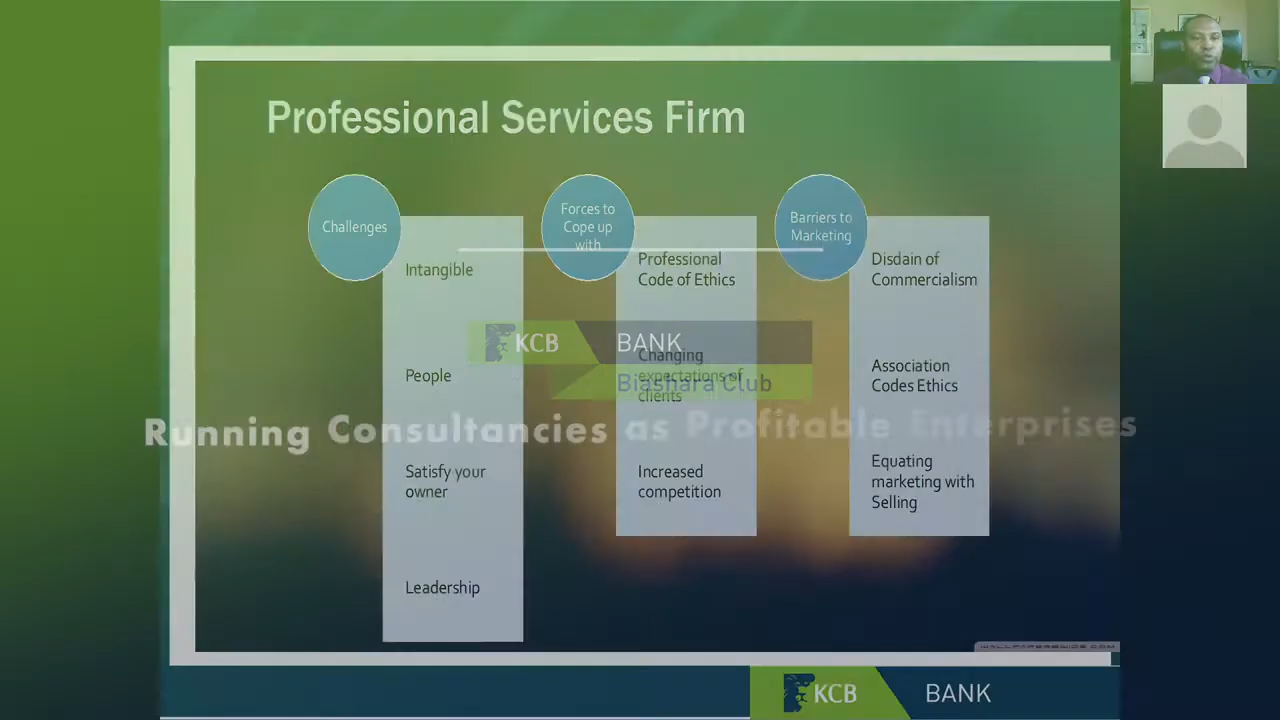 Professional Services Firm
Challenges
Intangible
People
Satisfy your
owner
Leadership
Forces to
Cope up
with
Professional
Code of Ethics
Changing
expectations of
clients
Increased
competition
Barriers to
Marketing
Disdain of
Commercialism
Association
Codes Ethics
Equating
marketing with
Selling
KCB BANK
Biashara Club
Running Consultancies as Profitable Enterprises
KCB BANK